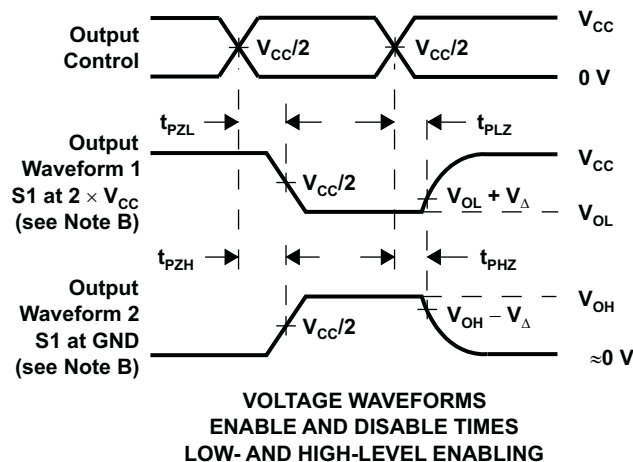 Output
Control
V_CC/2
V_CC/2
V_CC
0 V
t_PZL
t_PLZ
Output
Waveform 1
S1 at 2 × V_CC
(see Note B)
V_CC/2
V_OL + V_Δ
V_CC
V_OL
t_PZH
t_PHZ
Output
Waveform 2
S1 at GND
(see Note B)
V_CC/2
V_OH − V_Δ
V_OH
≈0 V
VOLTAGE WAVEFORMS
ENABLE AND DISABLE TIMES
LOW- AND HIGH-LEVEL ENABLING